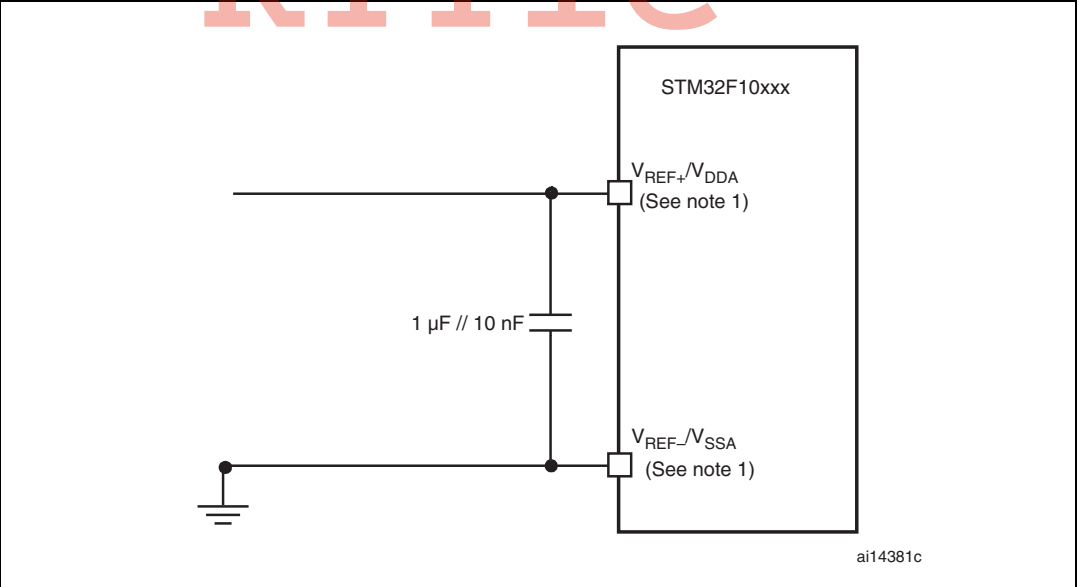 STM32F10xxx
VREF+/VDDA
(See note 1)
1 µF // 10 nF
VREF–/VSSA
(See note 1)
ai14381c